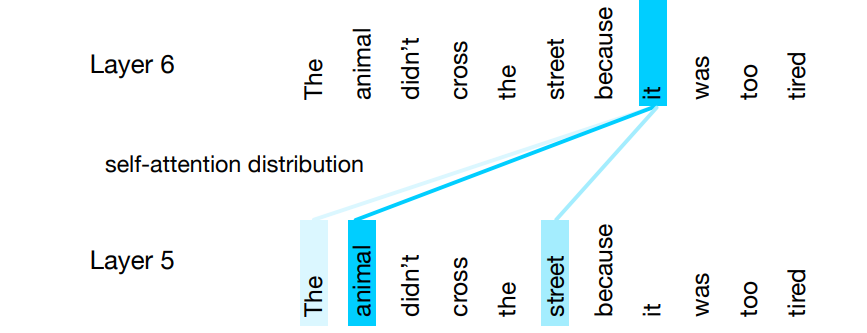 Layer 6 The animal didn't cross the street because it was too tired
self-attention distribution
Layer 5 The animal didn't cross the street because it was too tired